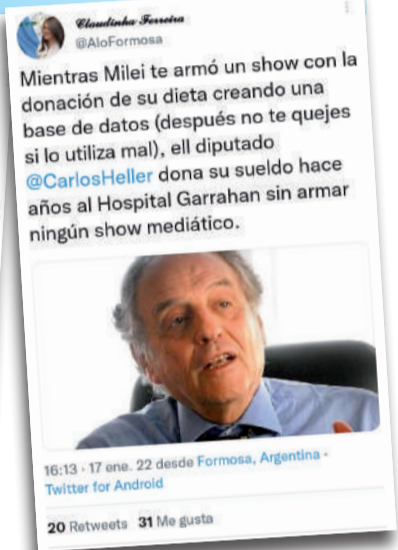 Claudinha Ferreira
@AloFormosa
Mientras Milei te armó un show con la
donación de su dieta creando una
base de datos (después no te quejes
si lo utiliza mal), ell diputado
@CarlosHeller dona su sueldo hace
años al Hospital Garrahan sin armar
ningún show mediático.
16:13 · 17 ene. 22 desde Formosa, Argentina ·
Twitter for Android
20 Retweets 31 Me gusta